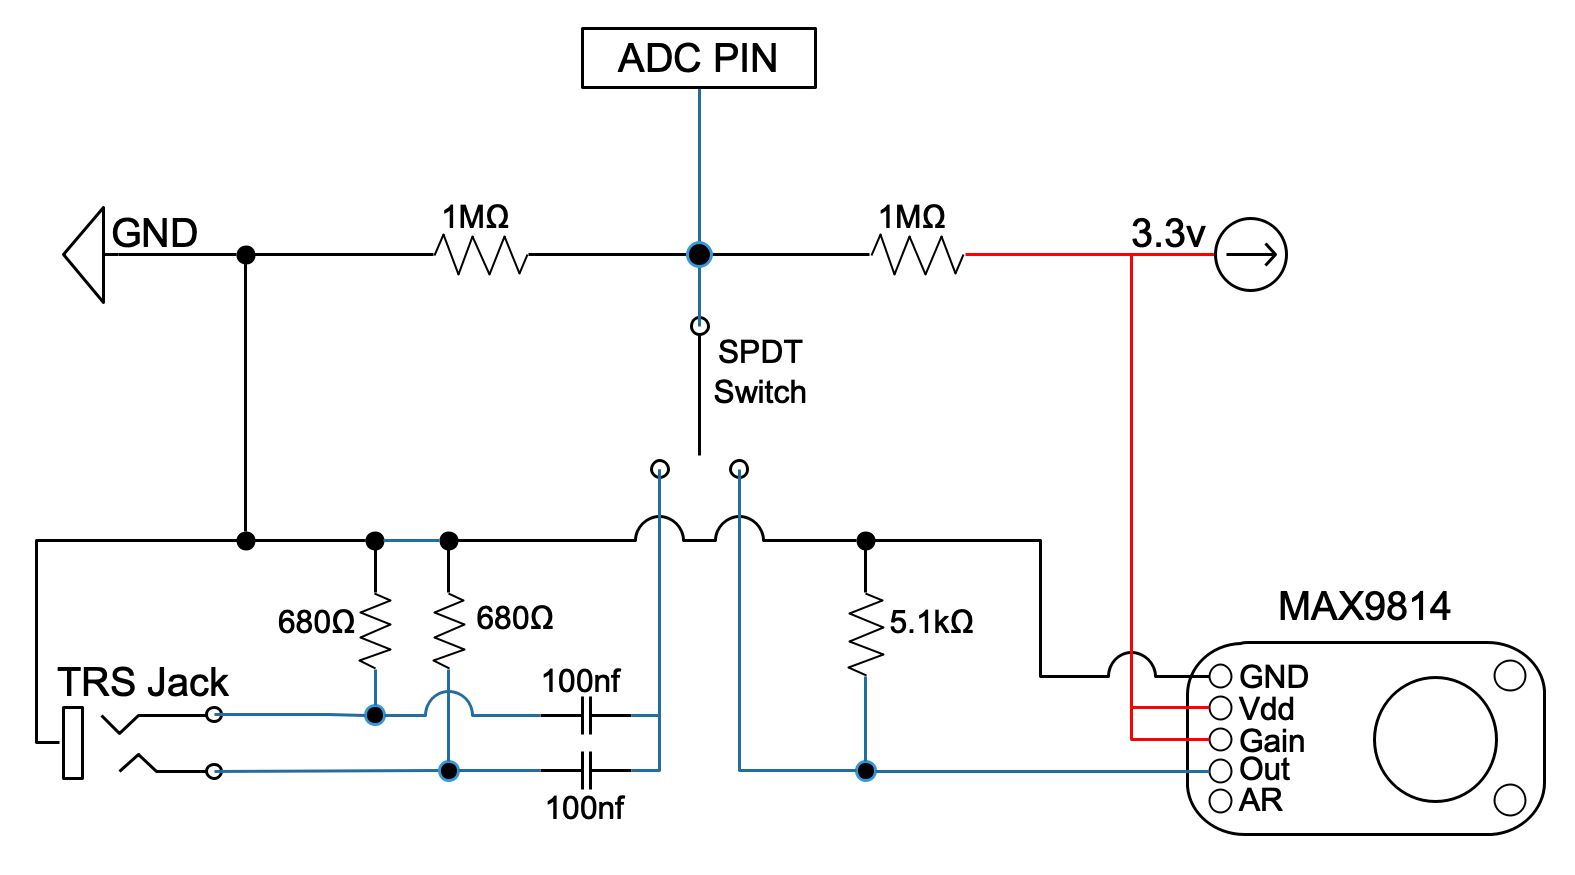 ADC PIN
GND
1MΩ
1MΩ
3.3v
SPDT
Switch
680Ω
680Ω
5.1kΩ
MAX9814
TRS Jack
100nf
100nf
GND
Vdd
Gain
Out
AR